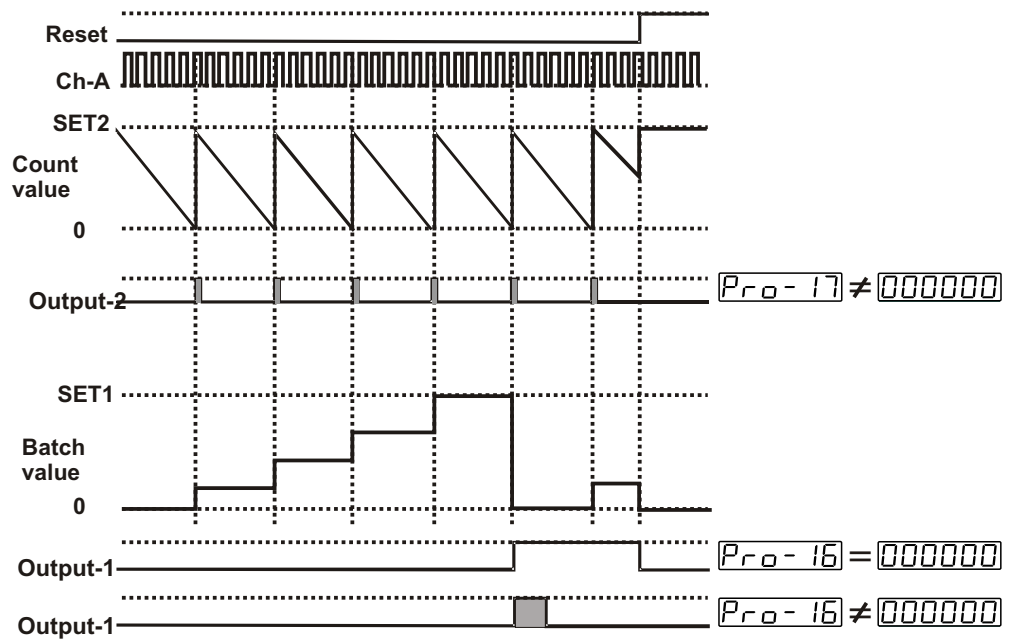 Reset
Ch-A
SET2
Count
value
0
Output-2
Pro-17 ≠ 000000
SET1
Batch
value
0
Output-1
Pro-16 = 000000
Output-1
Pro-16 ≠ 000000